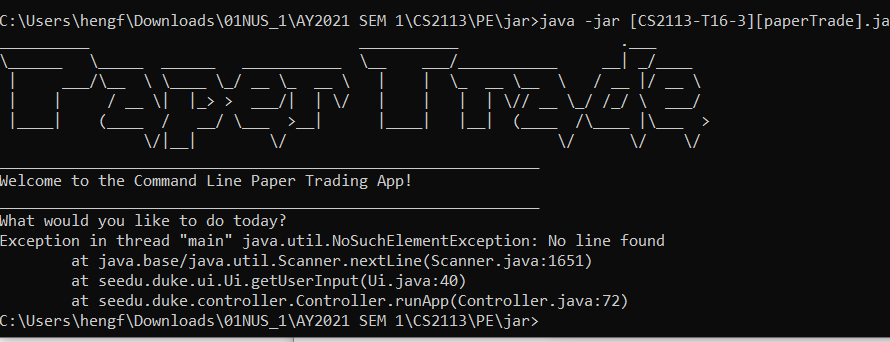 C:\Users\hengf\Downloads\01NUS_1\AY2021 SEM 1\CS2113\PE\jar>java -jar [CS2113-T16-3][paperTrade].ja
Paper Trade
Welcome to the Command Line Paper Trading App!
What would you like to do today?
Exception in thread "main" java.util.NoSuchElementException: No line found
at java.base/java.util.Scanner.nextLine(Scanner.java:1651)
at seedu.duke.ui.Ui.getUserInput(Ui.java:40)
at seedu.duke.controller.Controller.runApp(Controller.java:72)
C:\Users\hengf\Downloads\01NUS_1\AY2021 SEM 1\CS2113\PE\jar>